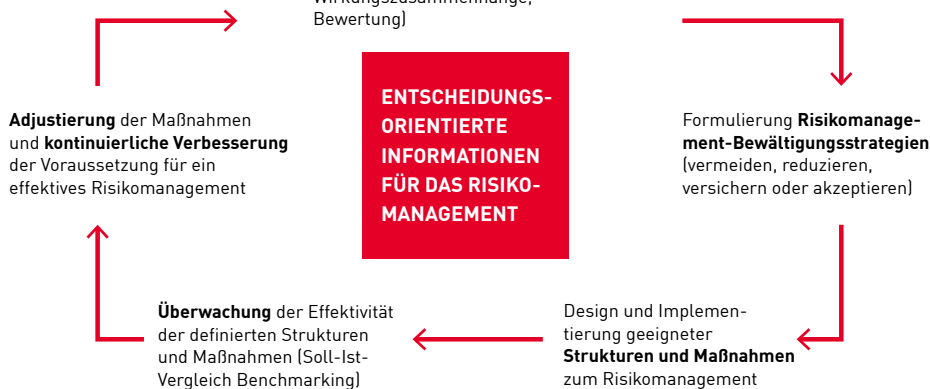 Wirkungszusammenhänge,
Bewertung)
ENTSCHEIDUNGS-
ORIENTIERTE
INFORMATIONEN
FÜR DAS RISIKO-
MANAGEMENT
Adjustierung der Maßnahmen
und kontinuierliche Verbesserung
der Voraussetzung für ein
effektives Risikomanagement
Formulierung Risikomanage-
ment-Bewältigungsstrategien
(vermeiden, reduzieren,
versichern oder akzeptieren)
Überwachung der Effektivität
der definierten Strukturen
und Maßnahmen (Soll-Ist-
Vergleich Benchmarking)
Design und Implemen-
tierung geeigneter
Strukturen und Maßnahmen
zum Risikomanagement